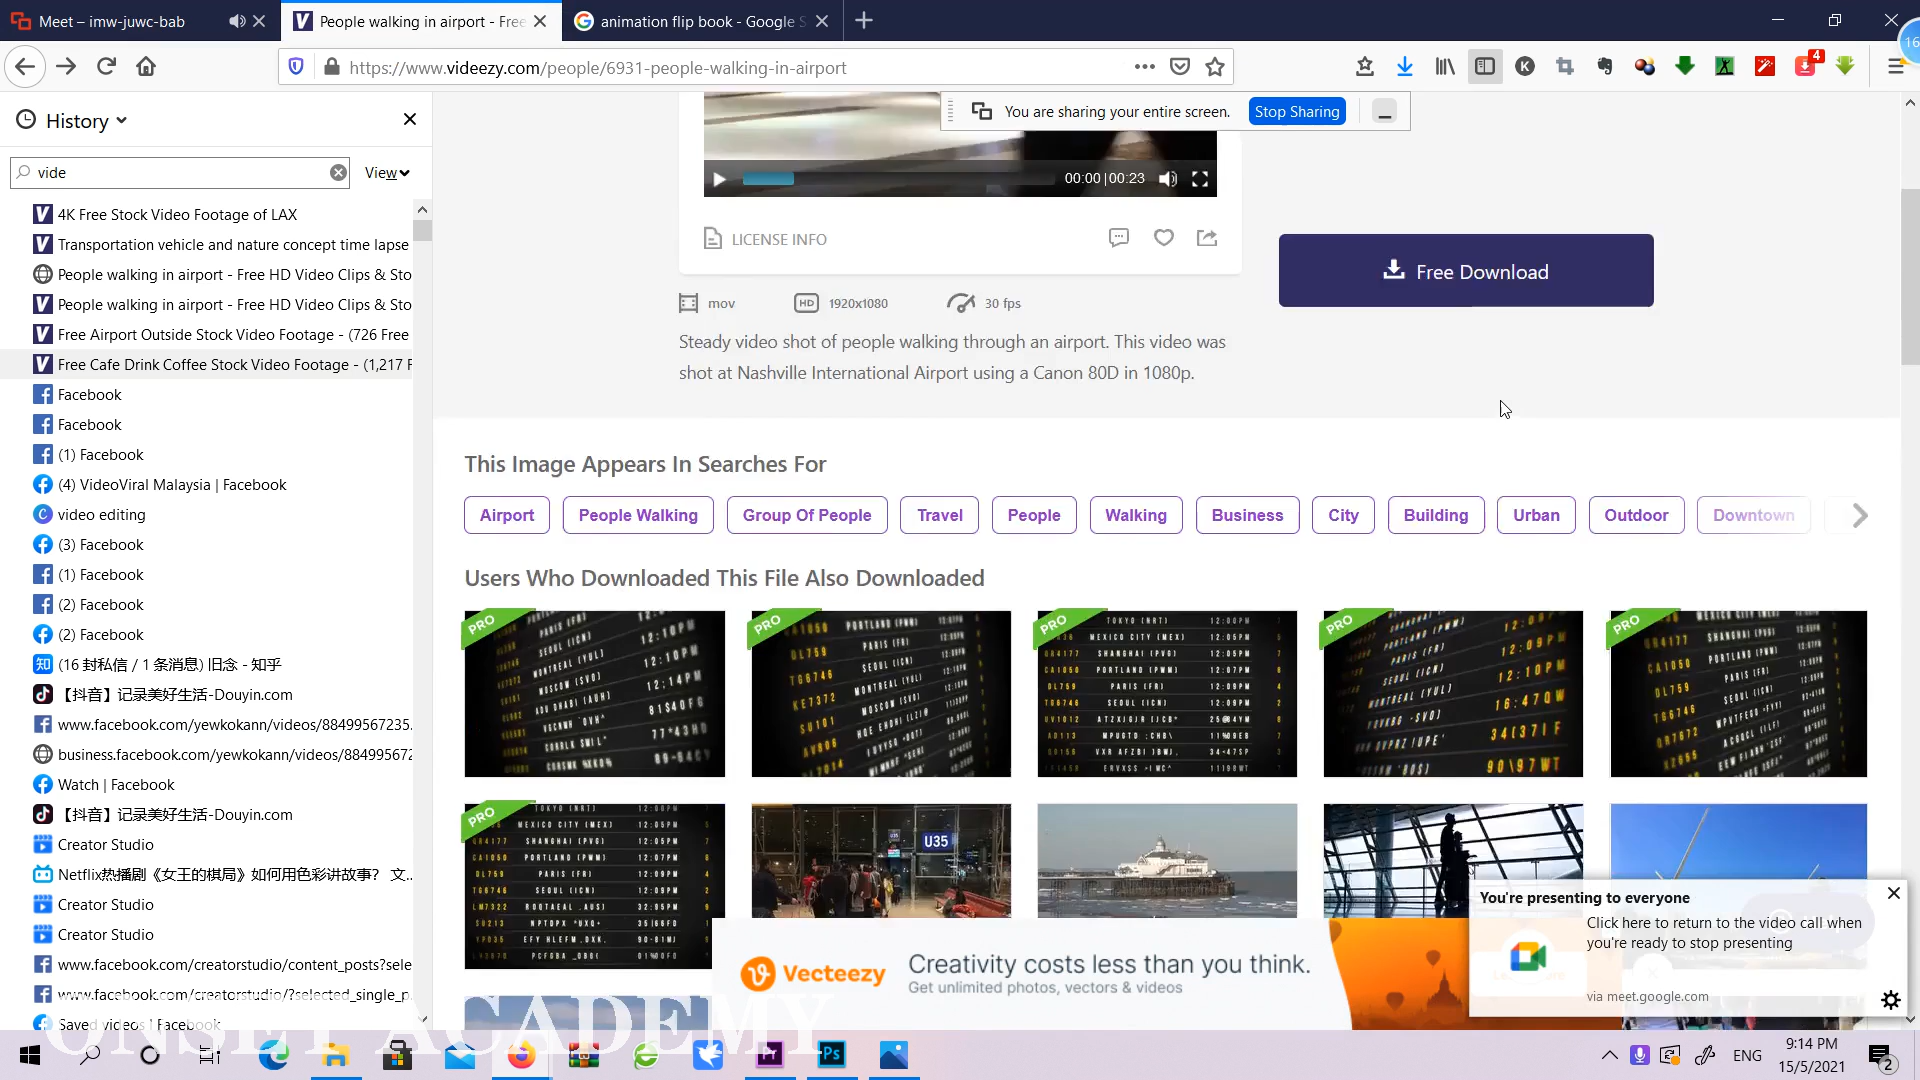 Meet – imw-juwc-bab
People walking in airport - Free
animation flip book - Google S
https://www.videezy.com/people/6931-people-walking-in-airport
16
4
History
You are sharing your entire screen.
Stop Sharing
vide
View
4K Free Stock Video Footage of LAX
Transportation vehicle and nature concept time lapse
People walking in airport - Free HD Video Clips & Sto
People walking in airport - Free HD Video Clips & Sto
Free Airport Outside Stock Video Footage - (726 Free
Free Cafe Drink Coffee Stock Video Footage - (1,217 F
Facebook
Facebook
(1) Facebook
(4) VideoViral Malaysia | Facebook
video editing
(3) Facebook
(1) Facebook
(2) Facebook
(2) Facebook
(16 封私信 / 1 条消息) 旧念 - 知乎
【抖音】记录美好生活-Douyin.com
www.facebook.com/yewkokann/videos/88499567235.
business.facebook.com/yewkokann/videos/884995672
Watch | Facebook
【抖音】记录美好生活-Douyin.com
Creator Studio
Netflix热播剧《女王的棋局》如何用色彩讲故事? 文...
Creator Studio
Creator Studio
www.facebook.com/creatorstudio/content_posts?sele
www.facebook.com/creatorstudio/?selected_single_p
Saved videos | Facebook
00:00|00:23
LICENSE INFO
Free Download
mov
HD 1920x1080
30 fps
Steady video shot of people walking through an airport. This video was
shot at Nashville International Airport using a Canon 80D in 1080p.
This Image Appears In Searches For
Airport
People Walking
Group Of People
Travel
People
Walking
Business
City
Building
Urban
Outdoor
Downtown
Users Who Downloaded This File Also Downloaded
PRO
PRO
PRO
PRO
PRO
PRO
U35
Vecteezy
Creativity costs less than you think.
Get unlimited photos, vectors & videos
You're presenting to everyone
Click here to return to the video call when
you're ready to stop presenting
via meet.google.com
ONSET ACADEMY
ENG
9:14 PM
15/5/2021
2